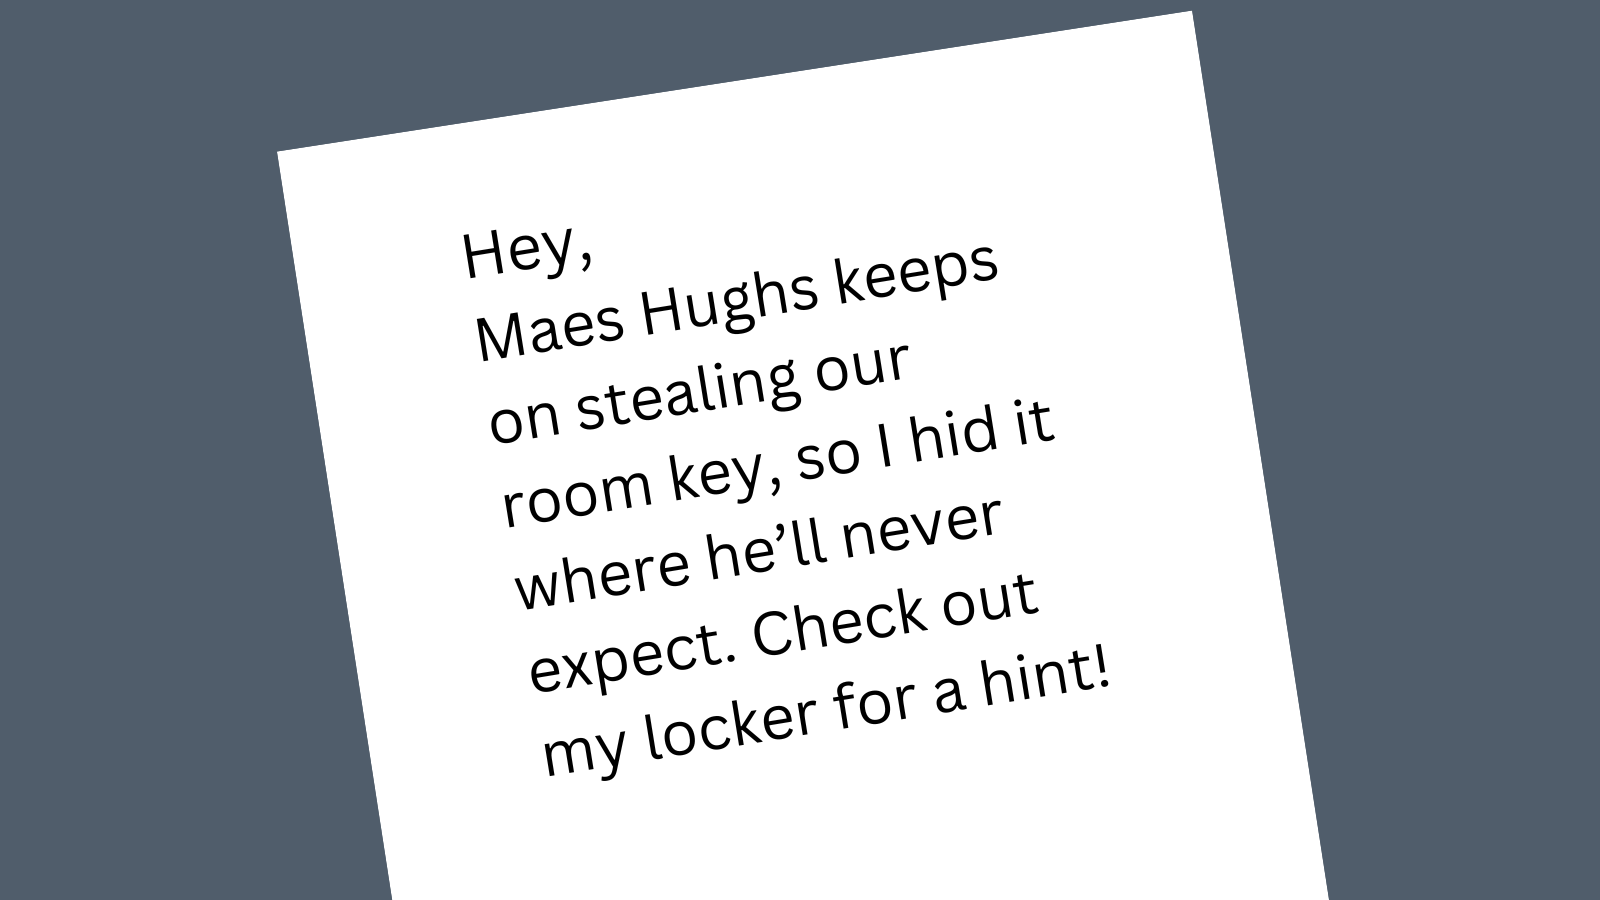 Hey,
Maes Hughs keeps
on stealing our
room key, so I hid it
where he’ll never
expect. Check out
my locker for a hint!